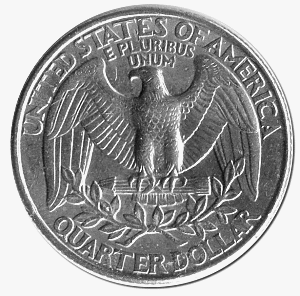 UNITED STATES OF AMERICA
E PLURIBUS
UNUM
QUARTER DOLLAR